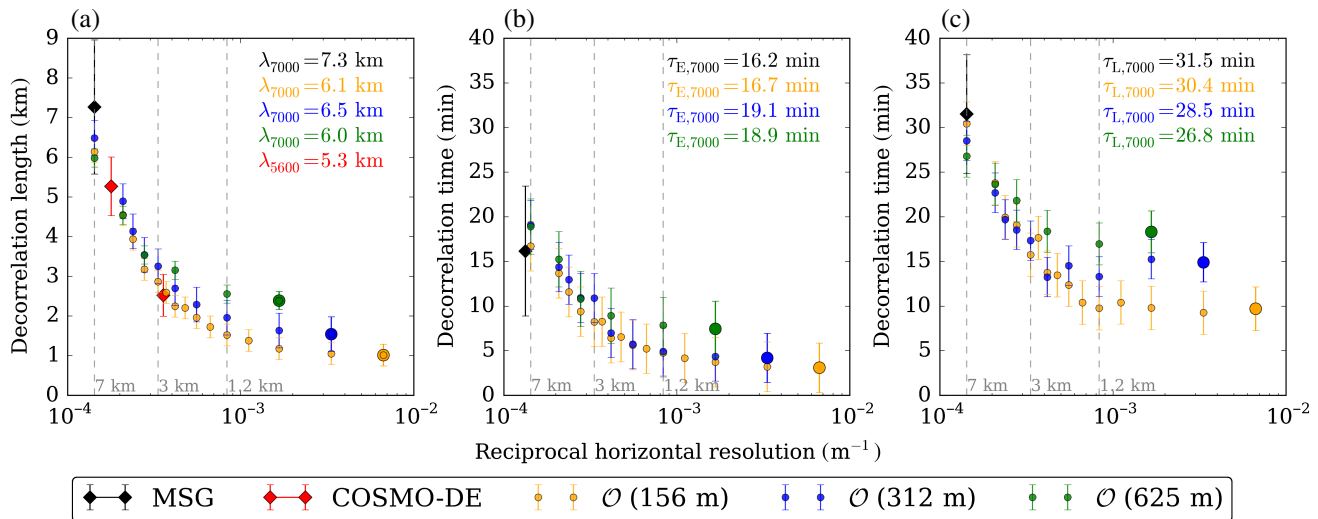 (a)
(b)
(c)
Decorrelation length (km)
9
8
7
6
5
4
3
2
1
0
λ7000=7.3 km
λ7000=6.1 km
λ7000=6.5 km
λ7000=6.0 km
λ5600=5.3 km
7 km
3 km
1.2 km
10⁻⁴
10⁻³
10⁻²
Decorrelation time (min)
40
35
30
25
20
15
10
5
0
τE,7000=16.2 min
τE,7000=16.7 min
τE,7000=19.1 min
τE,7000=18.9 min
7 km
3 km
1.2 km
10⁻⁴
10⁻³
10⁻²
Decorrelation time (min)
40
35
30
25
20
15
10
5
0
τL,7000=31.5 min
τL,7000=30.4 min
τL,7000=28.5 min
τL,7000=26.8 min
7 km
3 km
1.2 km
10⁻⁴
10⁻³
10⁻²
Reciprocal horizontal resolution (m⁻¹)
MSG
COSMO-DE
𝒪 (156 m)
𝒪 (312 m)
𝒪 (625 m)